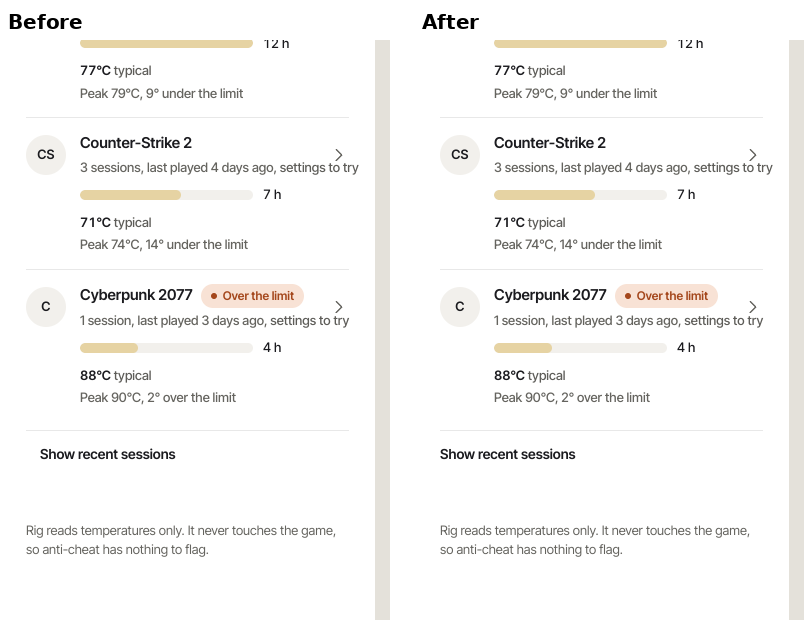 Before
12 h
77°C typical
Peak 79°C, 9° under the limit
CS
Counter-Strike 2
3 sessions, last played 4 days ago, settings to try
7 h
71°C typical
Peak 74°C, 14° under the limit
C
Cyberpunk 2077 Over the limit
1 session, last played 3 days ago, settings to try
4 h
88°C typical
Peak 90°C, 2° over the limit
Show recent sessions
Rig reads temperatures only. It never touches the game,
so anti-cheat has nothing to flag.
After
12 h
77°C typical
Peak 79°C, 9° under the limit
CS
Counter-Strike 2
3 sessions, last played 4 days ago, settings to try
7 h
71°C typical
Peak 74°C, 14° under the limit
C
Cyberpunk 2077 Over the limit
1 session, last played 3 days ago, settings to try
4 h
88°C typical
Peak 90°C, 2° over the limit
Show recent sessions
Rig reads temperatures only. It never touches the game,
so anti-cheat has nothing to flag.